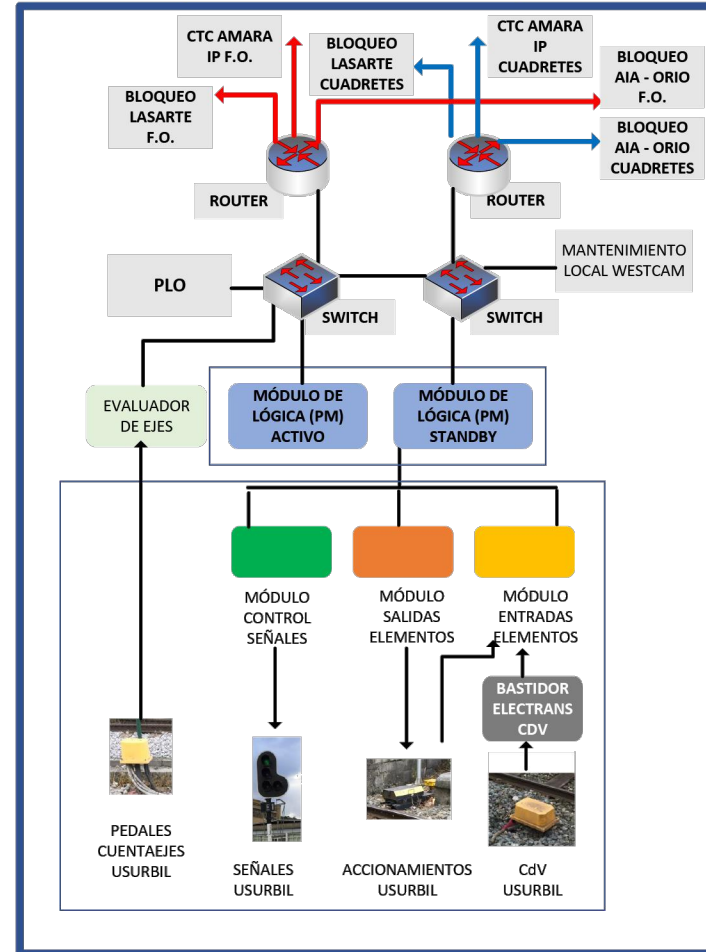 CTC AMARA
IP F.O.
BLOQUEO
LASARTE
CUADRETES
CTC AMARA
IP
CUADRETES
BLOQUEO
AIA - ORIO
F.O.
BLOQUEO
LASARTE
F.O.
BLOQUEO
AIA - ORIO
CUADRETES
ROUTER
ROUTER
PLO
MANTENIMIENTO
LOCAL WESTCAM
SWITCH
SWITCH
EVALUADOR
DE EJES
MÓDULO DE
LÓGICA (PM)
ACTIVO
MÓDULO DE
LÓGICA (PM)
STANDBY
MÓDULO
CONTROL
SEÑALES
MÓDULO
SALIDAS
ELEMENTOS
MÓDULO
ENTRADAS
ELEMENTOS
BASTIDOR
ELECTRANS
CDV
PEDALES
CUENTAEJES
USURBIL
SEÑALES
USURBIL
ACCIONAMIENTOS
USURBIL
CdV
USURBIL